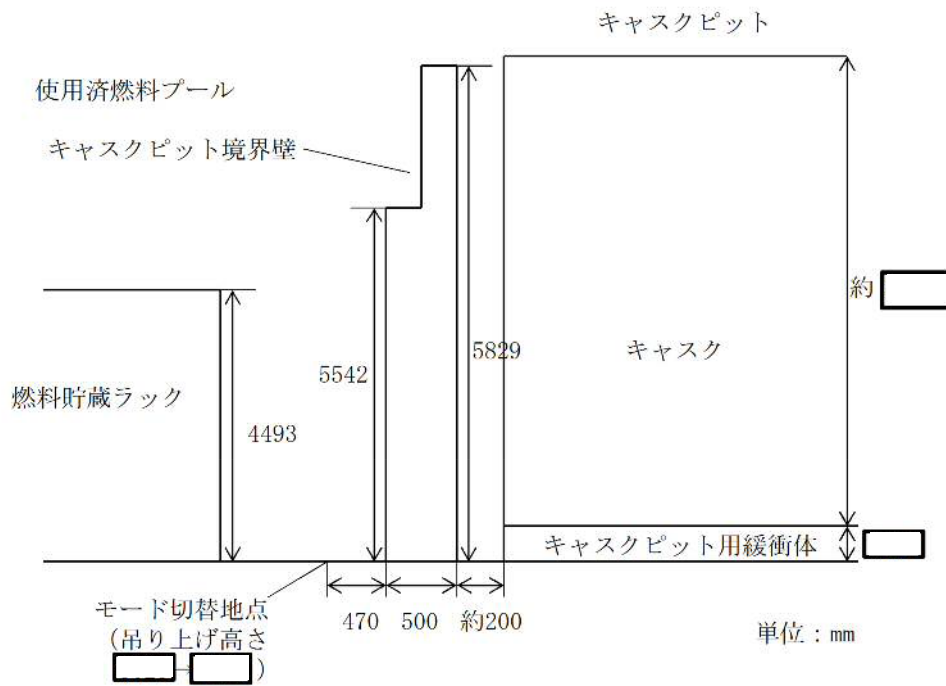 キャスクピット
使用済燃料プール
キャスクピット境界壁
約
5829
キャスク
5542
燃料貯蔵ラック
4493
キャスクピット用緩衝体
モード切替地点
(吊り上げ高さ
→ )
470
500
約200
単位:mm